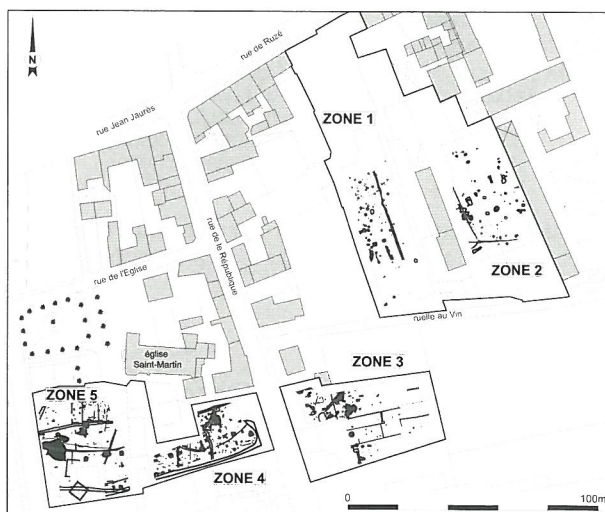 N
rue de Ruzé
rue Jean Jaurès
ZONE 1
rue de la République
rue de l'Eglise
ZONE 2
ruelle au Vin
église
Saint-Martin
ZONE 3
ZONE 5
ZONE 4
0
100m